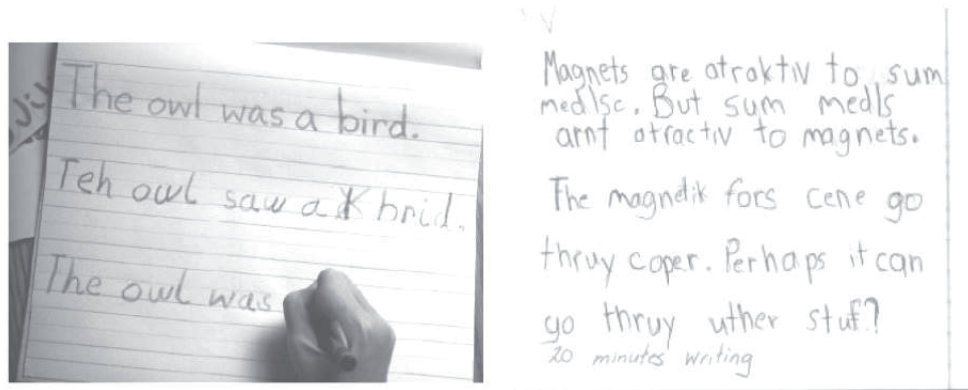 The owl was a bird.
Teh owl saw a brid.
The owl was
Magnets are atraktiv to sum
medlsc. But sum medls
arnt atractiv to magnets.
The magnetik fors cene go
thruy coper. Perhaps it can
go thruy uther stuf?
20 minutes writing